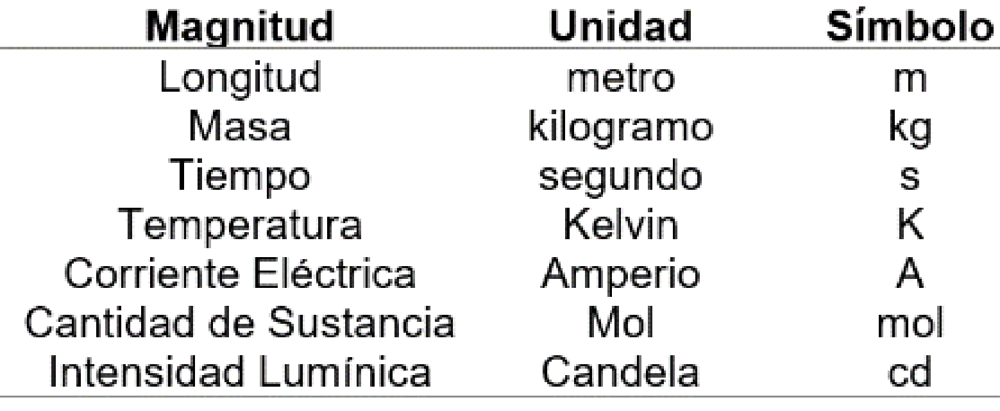 Magnitud Unidad Símbolo
Longitud metro m
Masa kilogramo kg
Tiempo segundo s
Temperatura Kelvin K
Corriente Eléctrica Amperio A
Cantidad de Sustancia Mol mol
Intensidad Lumínica Candela cd